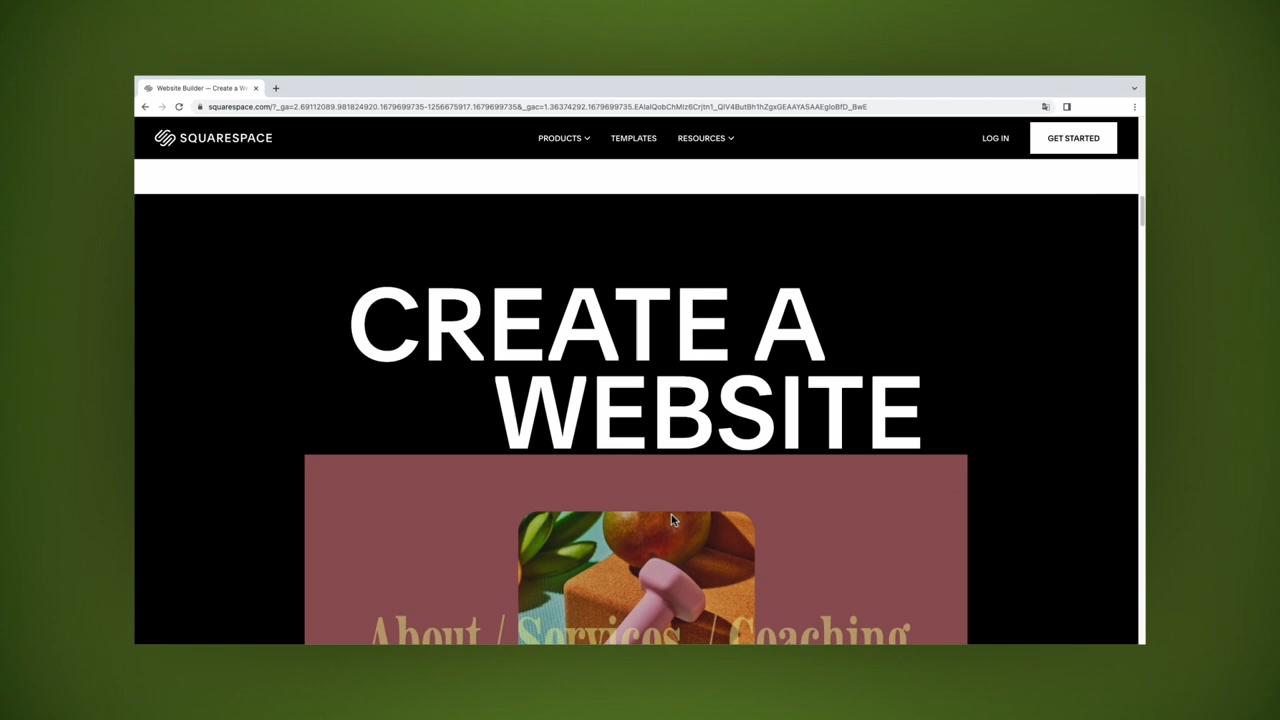 Website Builder — Create a We
squarespace.com/?_ga=2.69112089.981824920.1679699735-1256675917.1679699735&_gac=1.36374292.1679699735.EAIaIQobChMIz6Crjtn1_QIV4ButBh1hZgxGEAAYASAAEgIoBfD_BwE
SQUARESPACE
PRODUCTS
TEMPLATES
RESOURCES
LOG IN
GET STARTED
CREATE A
WEBSITE
About / Services / Coaching